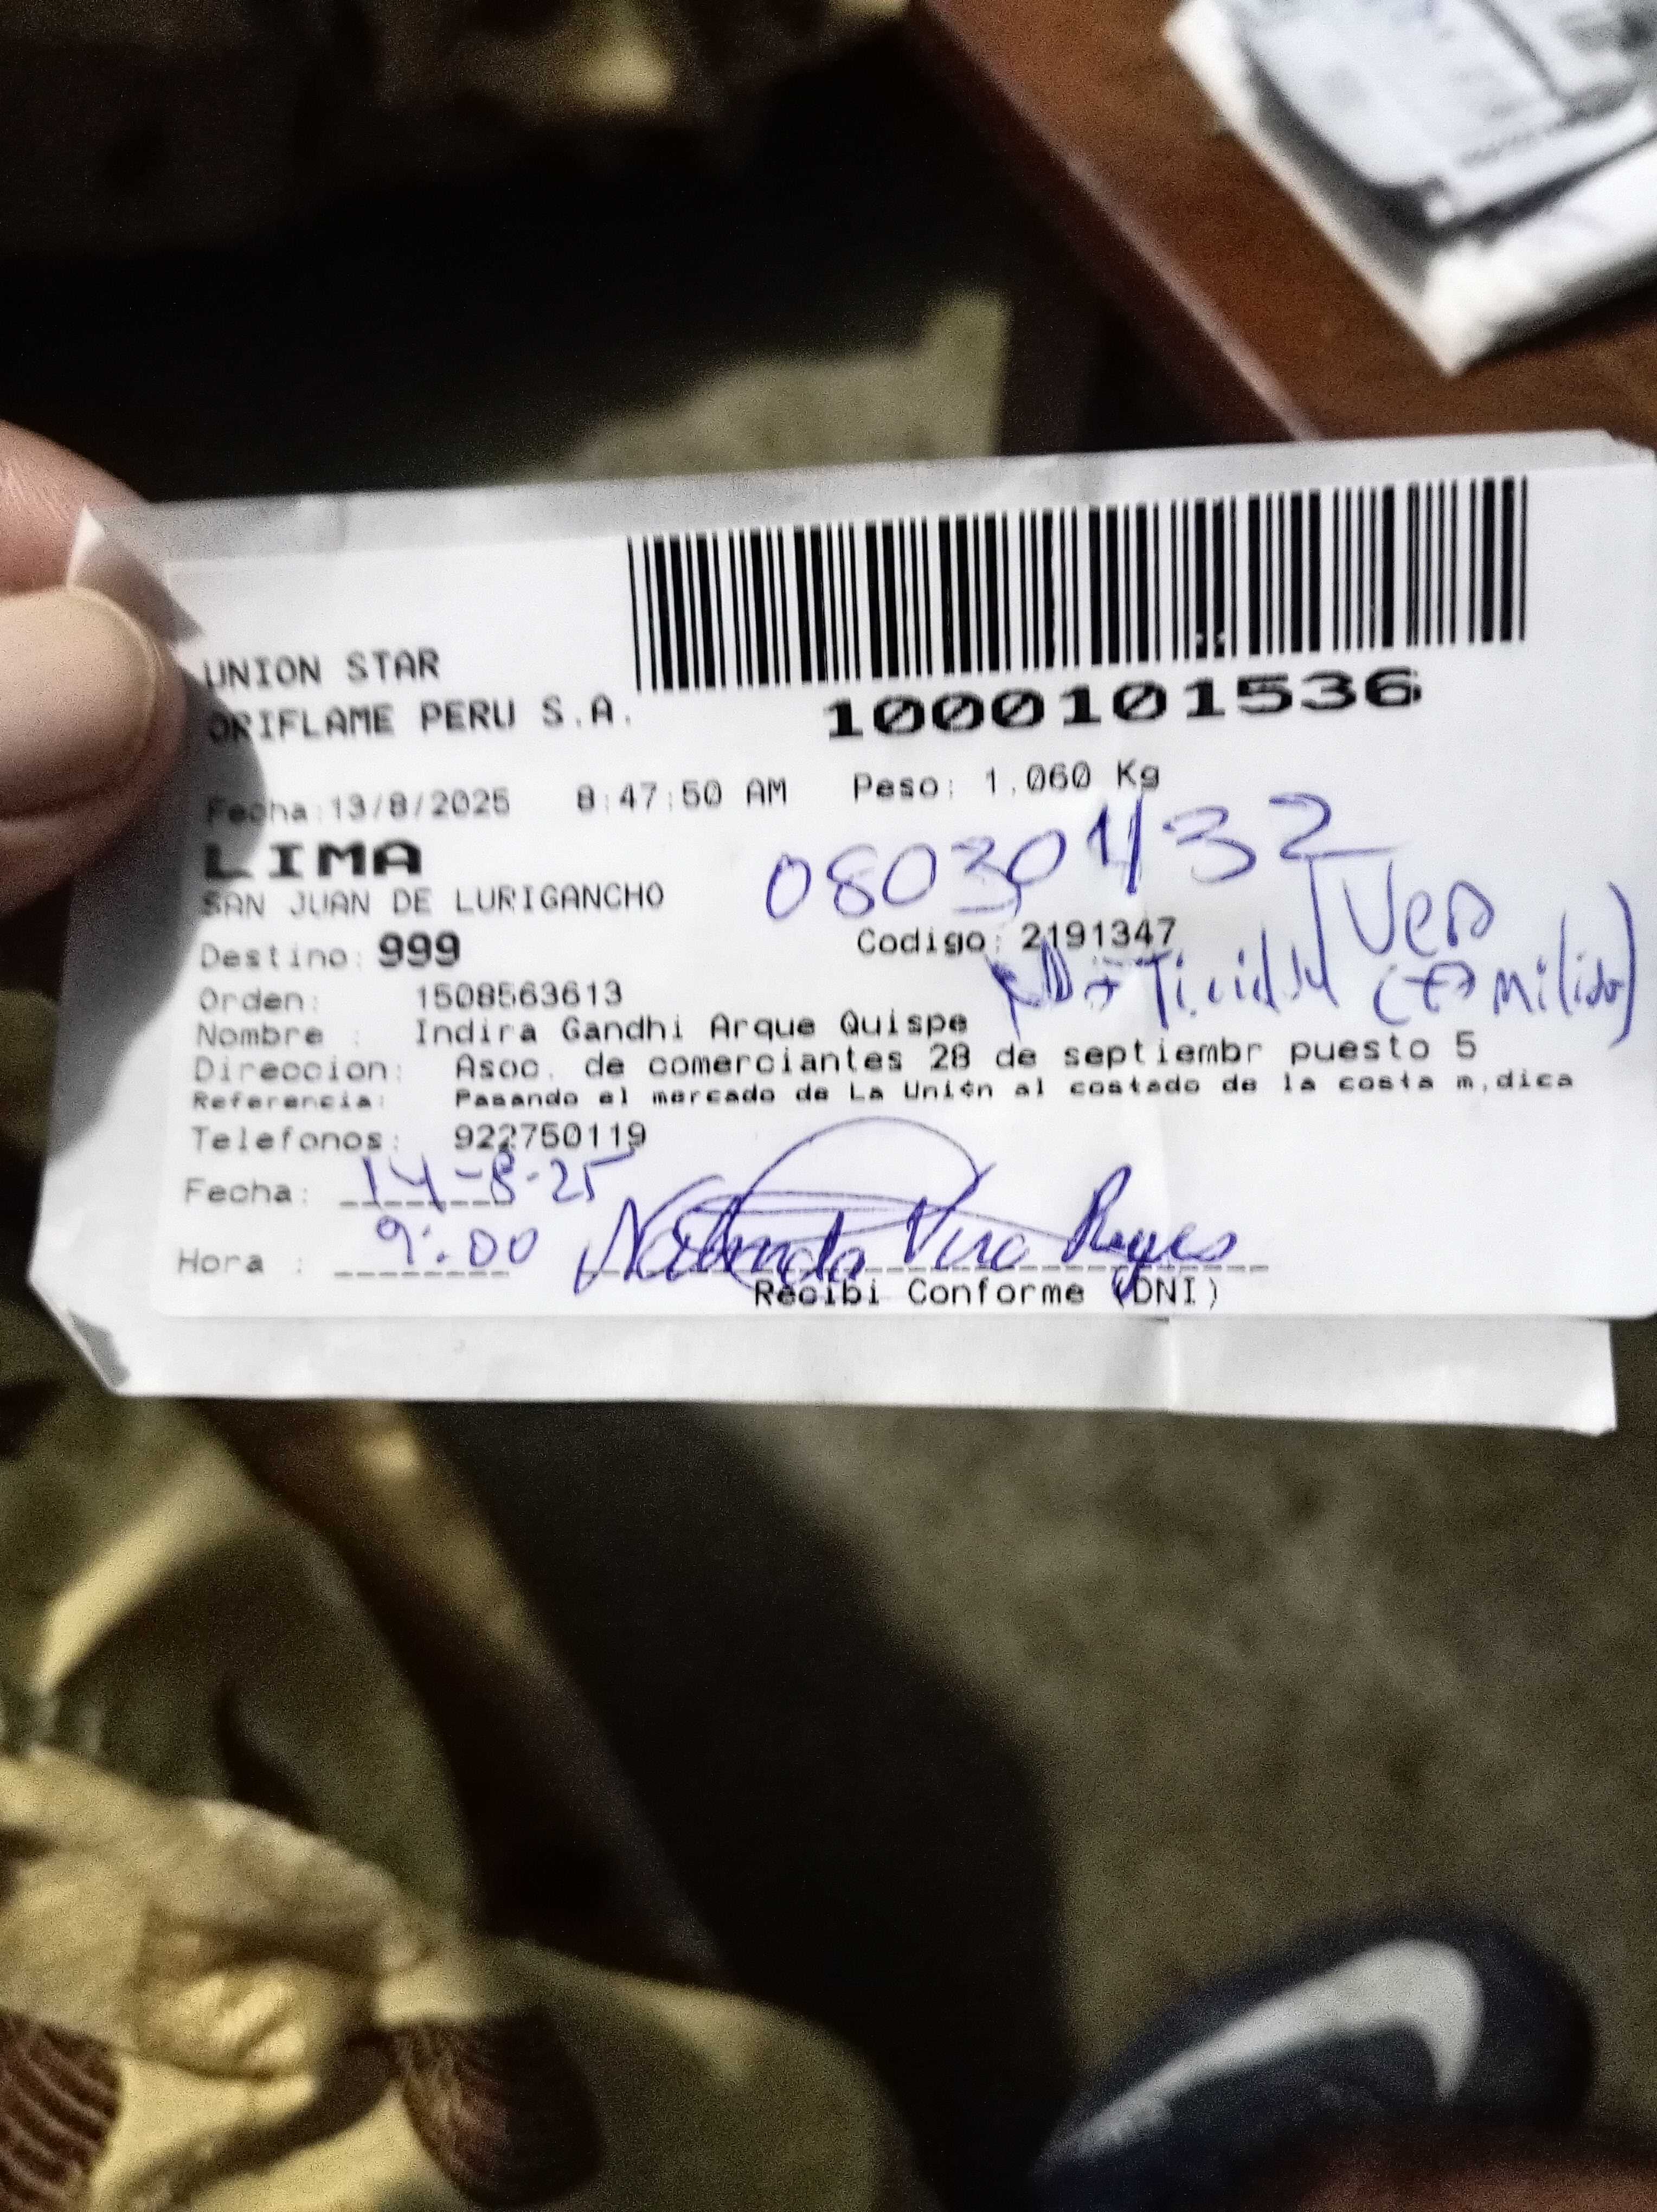 UNION STAR
ORIFLAME PERU S.A.
1000101536
Fecha:13/8/2025 8:47:50 AM Peso: 1.060 Kg
LIMA
SAN JUAN DE LURIGANCHO
Destino: 999 Codigo: 2191347
Orden: 1508563613
Nombre : Indira Gandhi Arque Quispe
Direccion: Asoc. de comerciantes 28 de septiembr puesto 5
Referencia: Pasando el mercado de La Unión al costado de la costa m,dica
Telefonos: 922750119
Fecha: 14-8-25
Hora : 9:00
Reyes
Recibi Conforme (DNI)